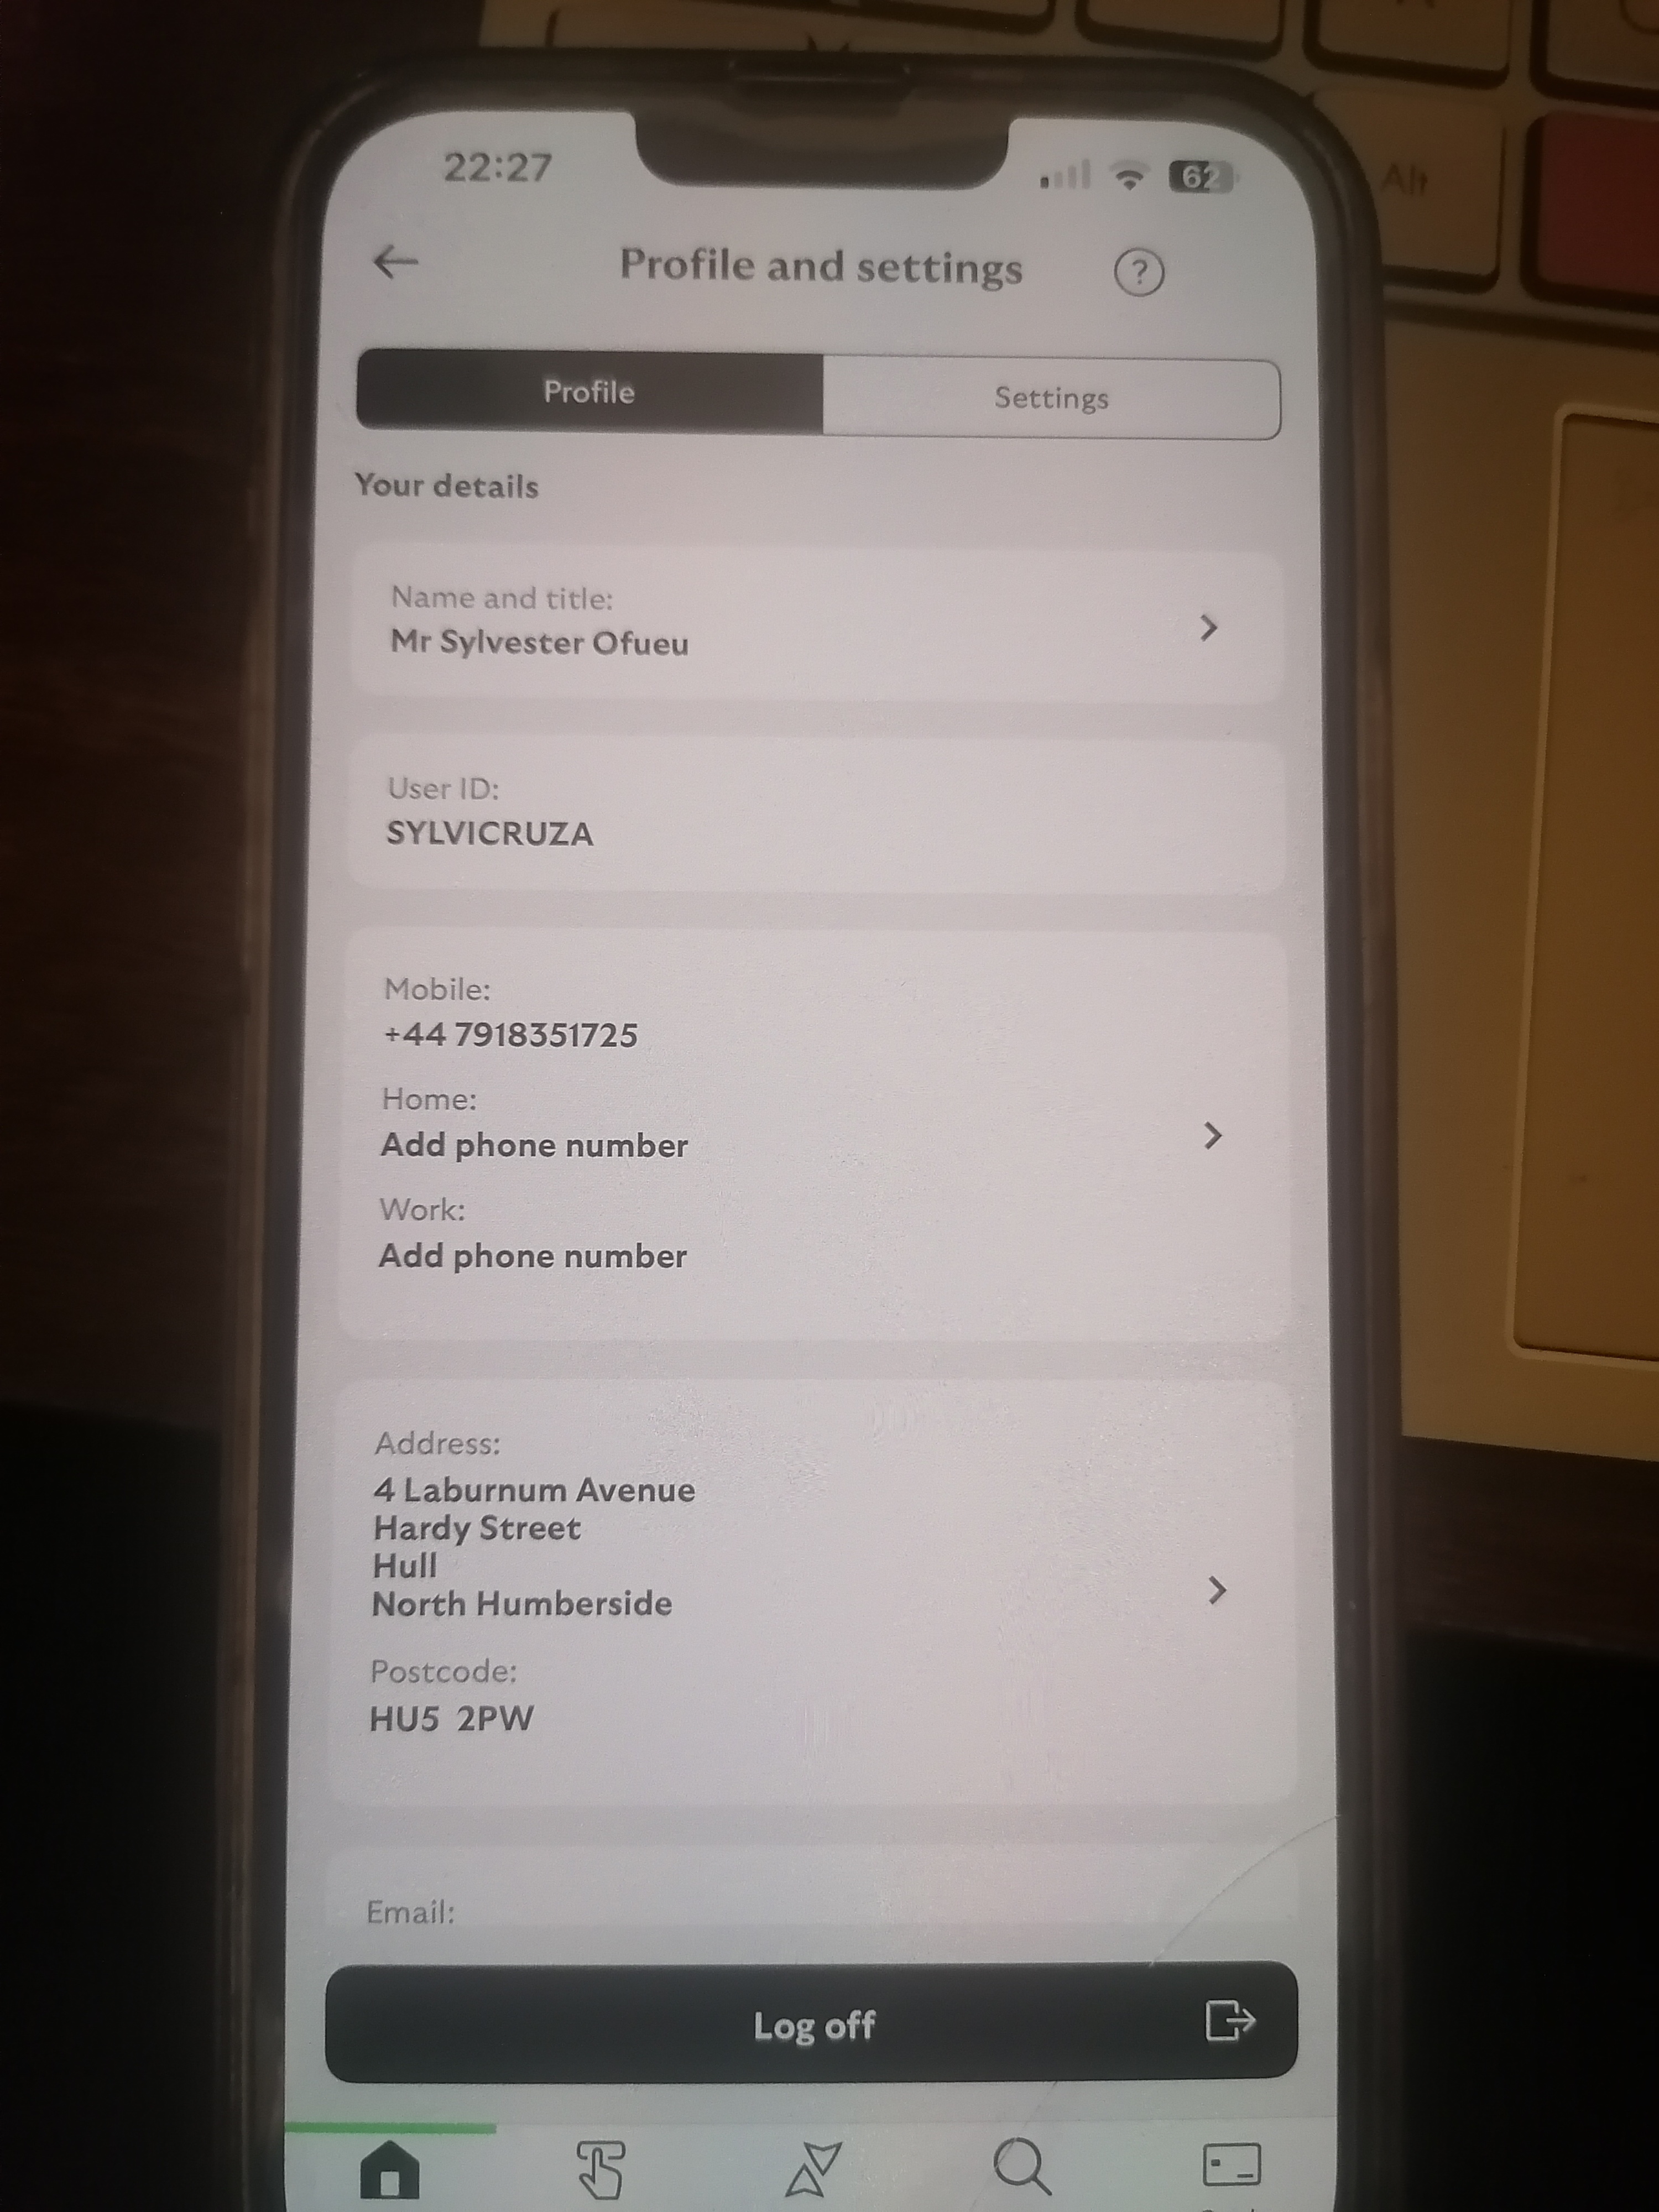 22:27
62
Profile and settings
?
Profile
Settings
Your details
Name and title:
Mr Sylvester Ofueu
User ID:
SYLVICRUZA
Mobile:
+44 7918351725
Home:
Add phone number
Work:
Add phone number
Address:
4 Laburnum Avenue
Hardy Street
Hull
North Humberside
Postcode:
HU5 2PW
Email:
Log off
Alt